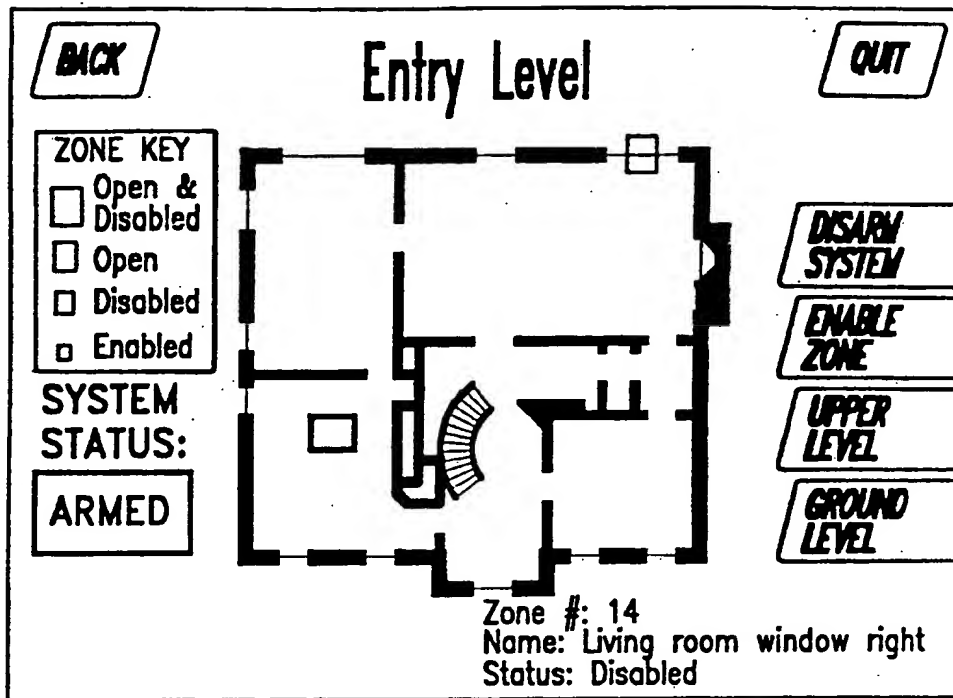 BACK
Entry Level
QUIT
ZONE KEY
Open &
Disabled
Open
Disabled
Enabled
SYSTEM
STATUS:
ARMED
DISARM
SYSTEM
ENABLE
ZONE
UPPER
LEVEL
GROUND
LEVEL
Zone #: 14
Name: Living room window right
Status: Disabled